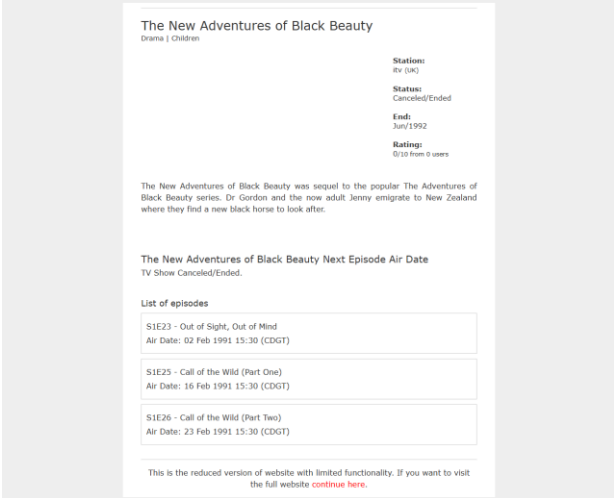 The New Adventures of Black Beauty
Drama | Children
Station:
itv (UK)
Status:
Canceled/Ended
End:
Jun/1992
Rating:
0/10 from 0 users
The New Adventures of Black Beauty was sequel to the popular The Adventures of
Black Beauty series. Dr Gordon and the now adult Jenny emigrate to New Zealand
where they find a new black horse to look after.
The New Adventures of Black Beauty Next Episode Air Date
TV Show Canceled/Ended.
List of episodes
S1E23 - Out of Sight, Out of Mind
Air Date: 02 Feb 1991 15:30 (CDGT)
S1E25 - Call of the Wild (Part One)
Air Date: 16 Feb 1991 15:30 (CDGT)
S1E26 - Call of the Wild (Part Two)
Air Date: 23 Feb 1991 15:30 (CDGT)
This is the reduced version of website with limited functionality. If you want to visit
the full website continue here.